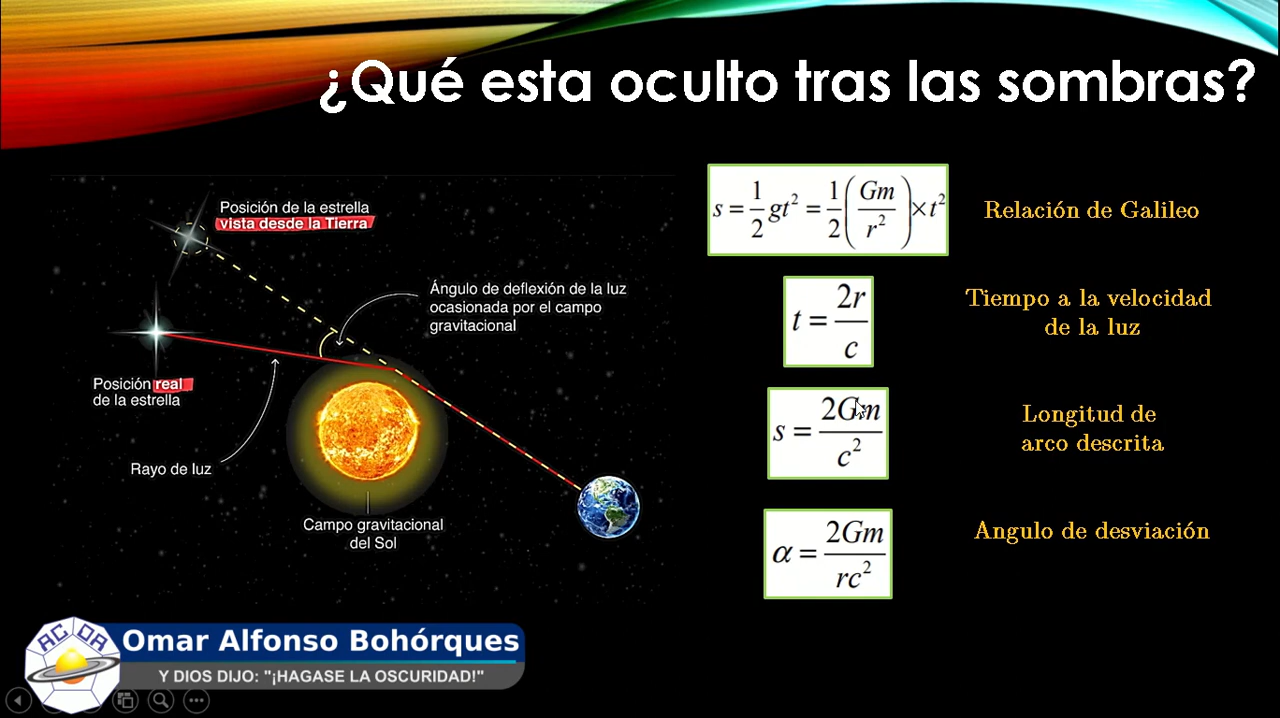 ¿Qué esta oculto tras las sombras?
Posición de la estrella
vista desde la Tierra
Ángulo de deflexión de la luz
ocasionada por el campo
gravitacional
Posición real
de la estrella
Rayo de luz
Campo gravitacional
del Sol
s = 1/2 gt² = 1/2 (Gm/r²) × t²
Relación de Galileo
t = 2r/c
Tiempo a la velocidad
de la luz
s = 2Gm/c²
Longitud de
arco descrita
α = 2Gm/rc²
Angulo de desviación
ACDA
Omar Alfonso Bohórques
Y DIOS DIJO: "¡HAGASE LA OSCURIDAD!"